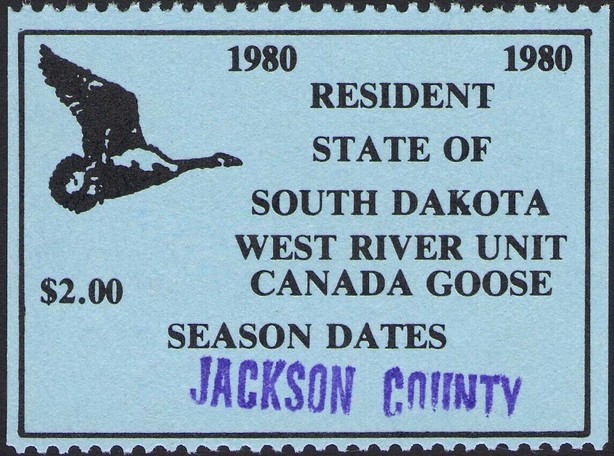 1980 1980
RESIDENT
STATE OF
SOUTH DAKOTA
WEST RIVER UNIT
CANADA GOOSE
$2.00
SEASON DATES
JACKSON COUNTY